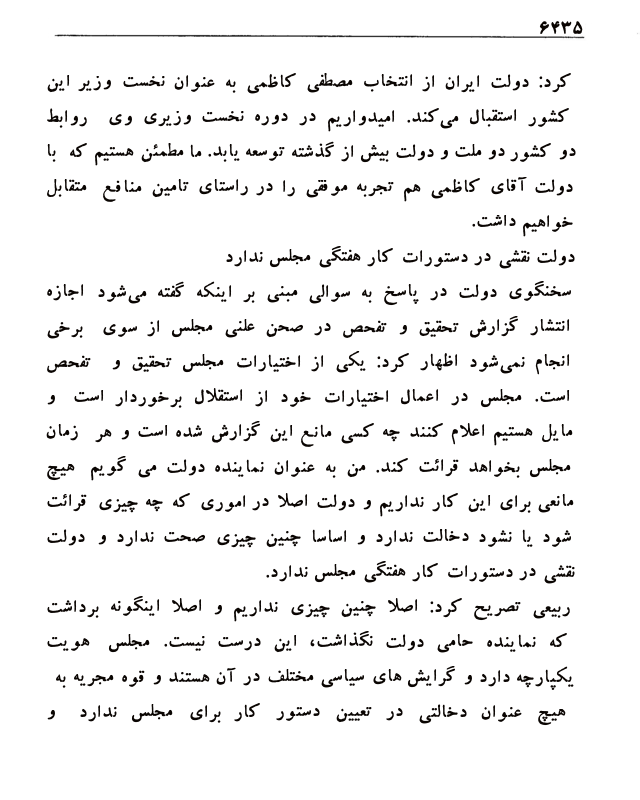 ۶۴۳۵
کرد: دولت ایران از انتخاب مصطفی کاظمی به عنوان نخست وزیر این
کشور استقبال می‌کند. امیدواریم در دوره نخست وزیری وی روابط
دو کشور دو ملت و دولت بیش از گذشته توسعه یابد. ما مطمئن هستیم که با
دولت آقای کاظمی هم تجربه موفقی را در راستای تامین منافع متقابل
خواهیم داشت.
دولت نقشی در دستورات کار هفتگی مجلس ندارد
سخنگوی دولت در پاسخ به سوالی مبنی بر اینکه گفته می‌شود اجازه
انتشار گزارش تحقیق و تفحص در صحن علنی مجلس از سوی برخی
انجام نمی‌شود اظهار کرد: یکی از اختیارات مجلس تحقیق و تفحص
است. مجلس در اعمال اختیارات خود از استقلال برخوردار است و
مایل هستیم اعلام کنند چه کسی مانع این گزارش شده است و هر زمان
مجلس بخواهد قرائت کند. من به عنوان نماینده دولت می گویم هیچ
مانعی برای این کار نداریم و دولت اصلا در اموری که چه چیزی قرائت
شود یا نشود دخالت ندارد و اساسا چنین چیزی صحت ندارد و دولت
نقشی در دستورات کار هفتگی مجلس ندارد.
ربیعی تصریح کرد: اصلا چنین چیزی نداریم و اصلا اینگونه برداشت
که نماینده حامی دولت نگذاشت، این درست نیست. مجلس هویت
یکپارچه دارد و گرایش های سیاسی مختلف در آن هستند و قوه مجریه به
هیچ عنوان دخالتی در تعیین دستور کار برای مجلس ندارد و